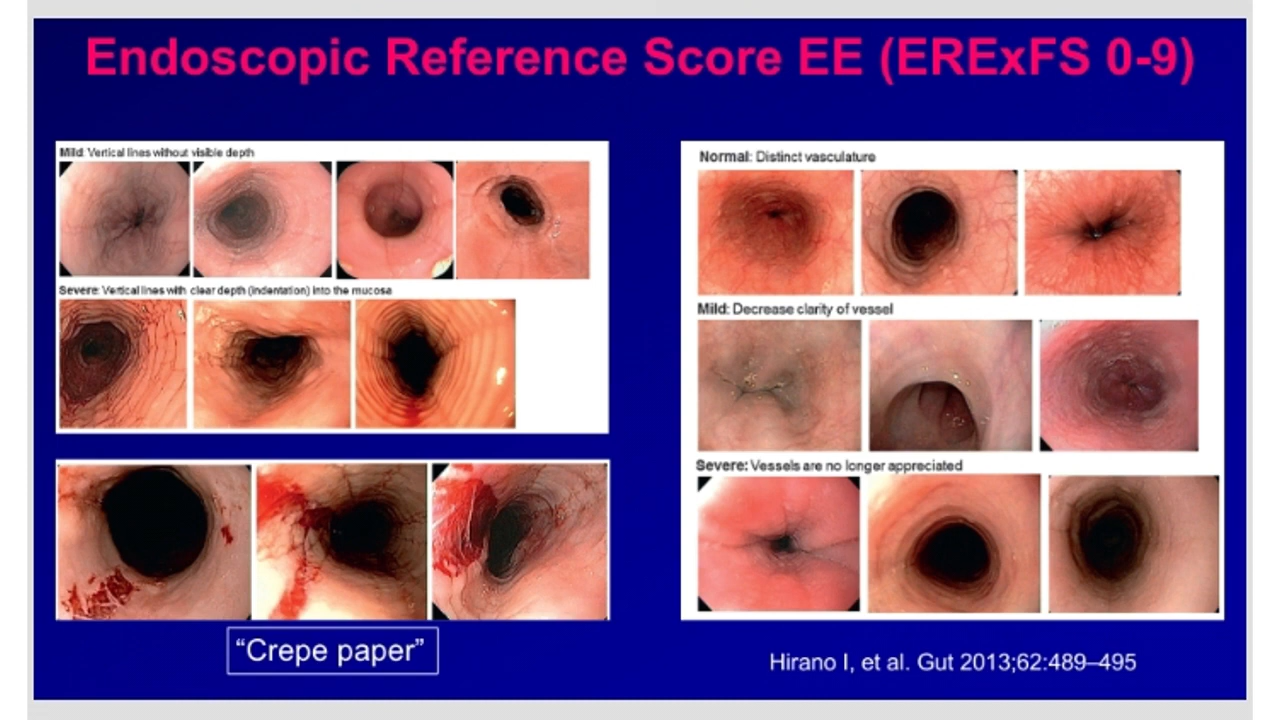 Endoscopic Reference Score EE (ERExFS 0-9)
Mild: Vertical lines without visible depth
Severe: Vertical lines with clear depth (indentation) into the mucosa
"Crepe paper"
Normal: Distinct vasculature
Mild: Decrease clarity of vessel
Severe: Vessels are no longer appreciated
Hirano I, et al. Gut 2013;62:489–495